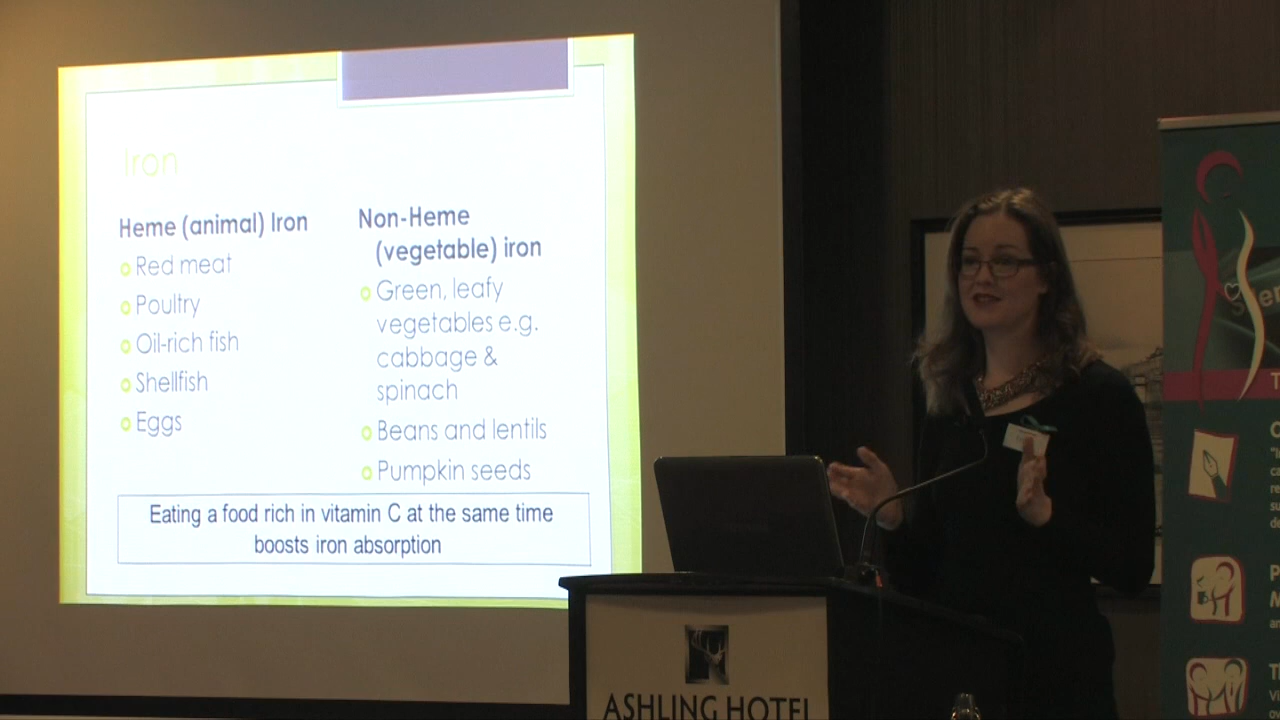 Iron
Heme (animal) Iron
Red meat
Poultry
Oil-rich fish
Shellfish
Eggs
Non-Heme
(vegetable) iron
Green, leafy
vegetables e.g.
cabbage &
spinach
Beans and lentils
Pumpkin seeds
Eating a food rich in vitamin C at the same time
boosts iron absorption
ASHLING HOTEL